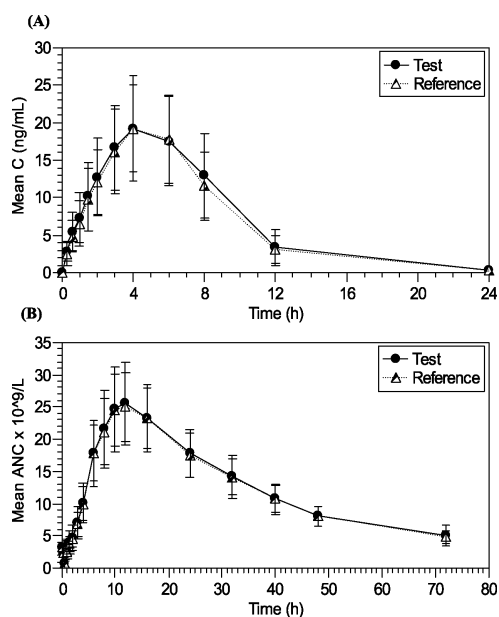 (A)
Mean C (ng/mL)
30
25
20
15
10
5
0
Test
Reference
0 4 8 12 16 20 24
Time (h)
(B)
Mean ANC x 10^9/L
35
30
25
20
15
10
5
0
Test
Reference
0 10 20 30 40 50 60 70 80
Time (h)